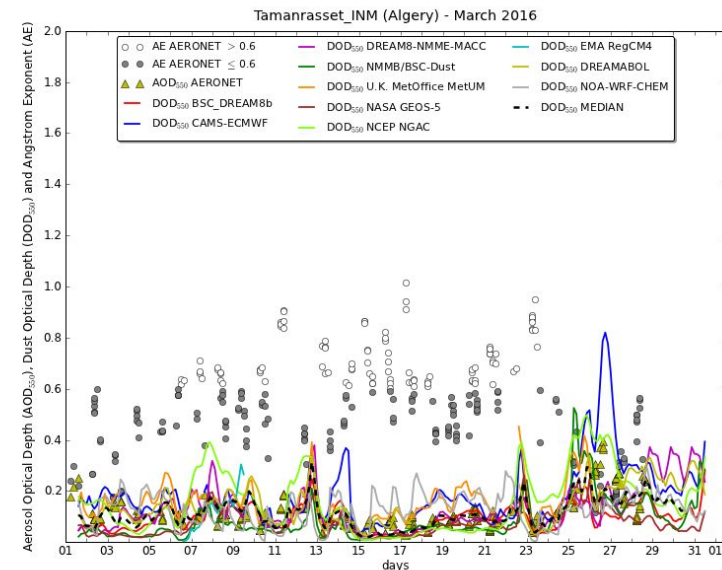 Tamanrasset_INM (Algery) - March 2016
Aerosol Optical Depth (AOD₅₅₀), Dust Optical Depth (DOD₅₅₀) and Angstrom Exponent (AE)
AE AERONET > 0.6
AE AERONET ≤ 0.6
AOD₅₅₀ AERONET
DOD₅₅₀ BSC_DREAM8b
DOD₅₅₀ CAMS-ECMWF
DOD₅₅₀ DREAM8-NMME-MACC
DOD₅₅₀ NMMB/BSC-Dust
DOD₅₅₀ U.K. MetOffice MetUM
DOD₅₅₀ NASA GEOS-5
DOD₅₅₀ NCEP NGAC
DOD₅₅₀ EMA RegCM4
DOD₅₅₀ DREAMABOL
DOD₅₅₀ NOA-WRF-CHEM
DOD₅₅₀ MEDIAN
2.0
1.8
1.6
1.4
1.2
1.0
0.8
0.6
0.4
0.2
01 03 05 07 09 11 13 15 17 19 21 23 25 27 29 31 01
days